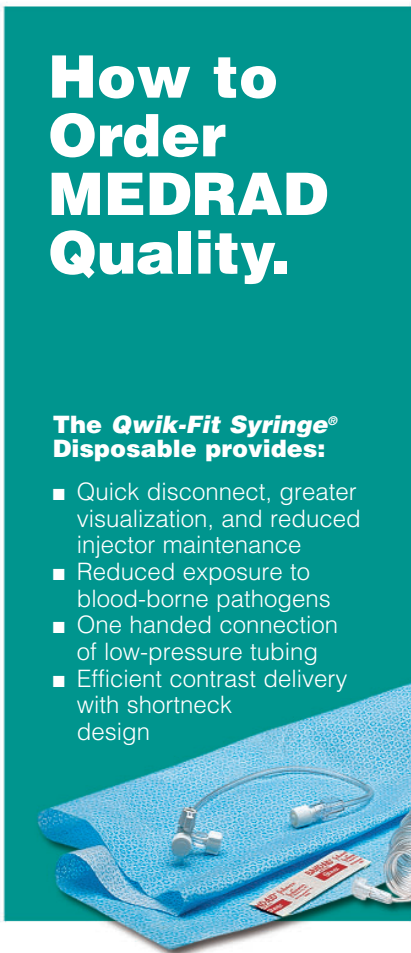 How to
Order
MEDRAD
Quality.
The Qwik-Fit Syringe®
Disposable provides:
■ Quick disconnect, greater
visualization, and reduced
injector maintenance
■ Reduced exposure to
blood-borne pathogens
■ One handed connection
of low-pressure tubing
■ Efficient contrast delivery
with shortneck
design
BAND-AID